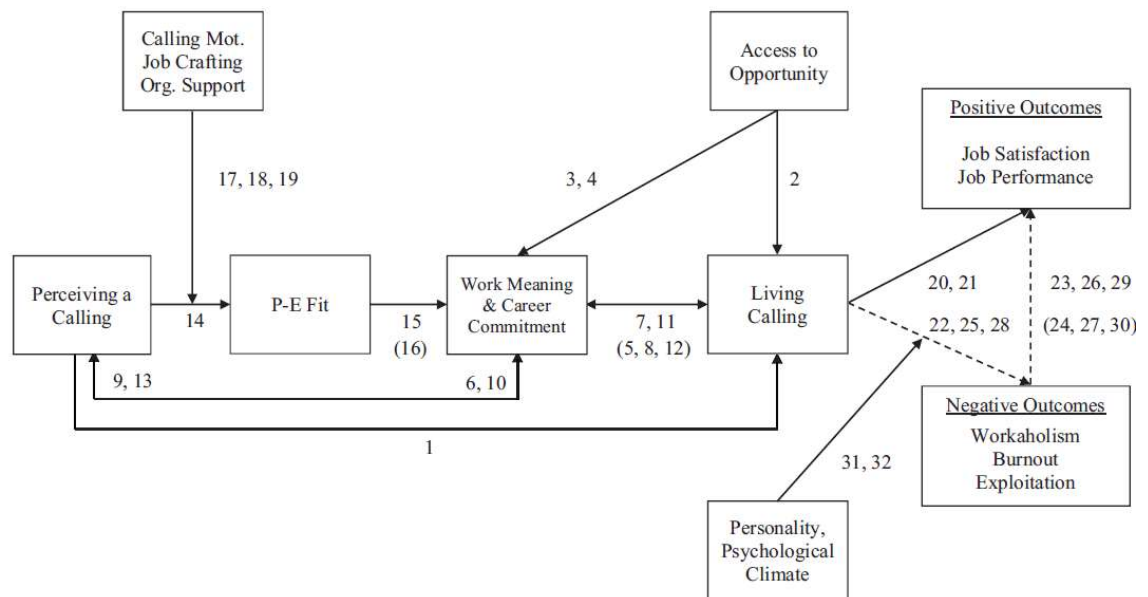 Calling Mot.
Job Crafting
Org. Support
Access to
Opportunity
Positive Outcomes
Job Satisfaction
Job Performance
17, 18, 19
3, 4
2
Perceiving a
Calling
14
P-E Fit
15
(16)
Work Meaning
& Career
Commitment
7, 11
(5, 8, 12)
Living
Calling
20, 21
22, 25, 28
23, 26, 29
(24, 27, 30)
9, 13
6, 10
1
31, 32
Negative Outcomes
Workaholism
Burnout
Exploitation
Personality,
Psychological
Climate